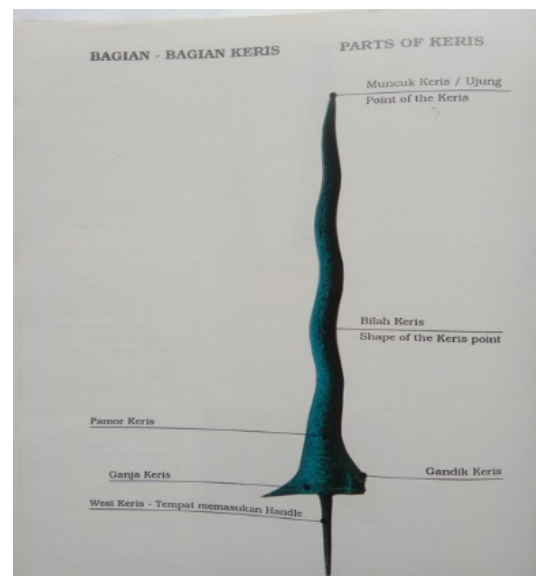 BAGIAN - BAGIAN KERIS
PARTS OF KERIS
Muncuk Keris / Ujung
Point of the Keris
Bilah Keris
Shape of the Keris point
Pamor Keris
Ganja Keris
Gandik Keris
West Keris - Tempat memasukan Handle